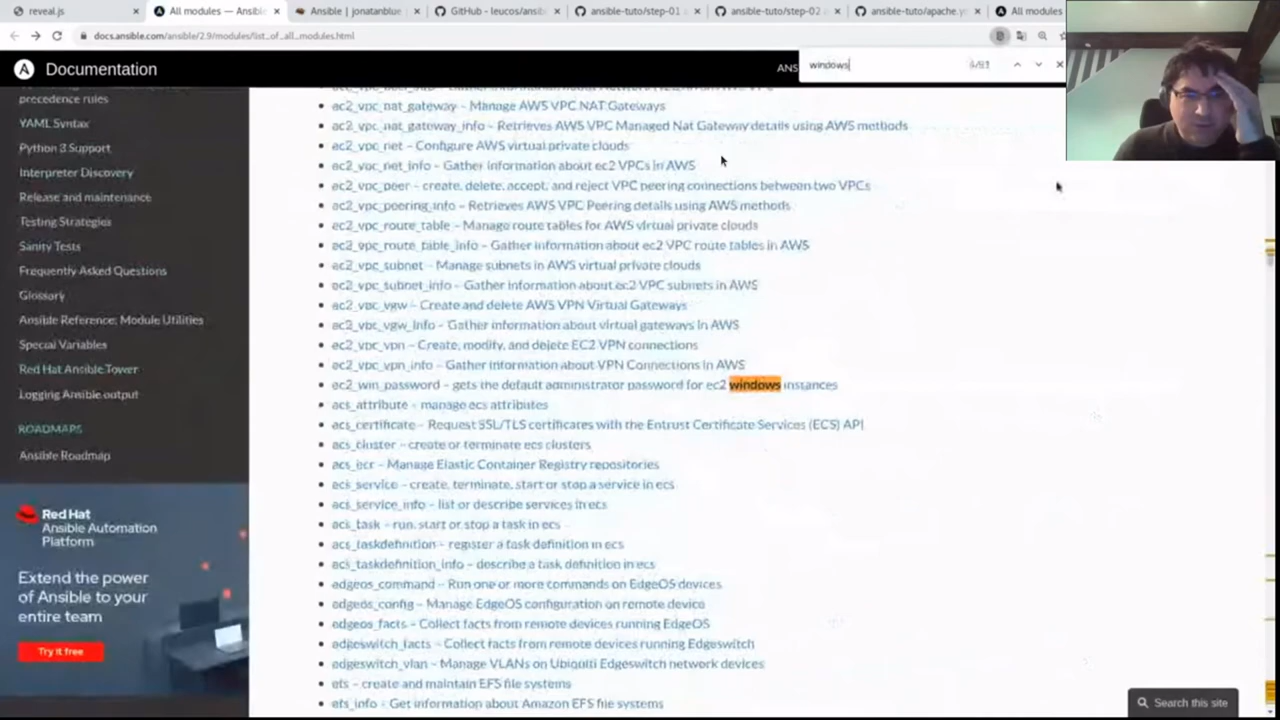 reveal.js
All modules — Ansible
Ansible | jonatanblue
GitHub - leucos/ansib
ansible-tuto/step-01
ansible-tuto/step-02
ansible-tuto/apache.y
All modules
docs.ansible.com/ansible/2.9/modules/list_of_all_modules.html
Documentation
ANS
windows
precedence rules
YAML Syntax
Python 3 Support
Interpreter Discovery
Release and maintenance
Testing Strategies
Sanity Tests
Frequently Asked Questions
Glossary
Ansible Reference: Module Utilities
Special Variables
Red Hat Ansible Tower
Logging Ansible output
ROADMAPS
Ansible Roadmap
Red Hat
Ansible Automation
Platform
Extend the power
of Ansible to your
entire team
Try it free
ec2_vpc_nat_gateway – Manage AWS VPC NAT Gateways
ec2_vpc_nat_gateway_info – Retrieves AWS VPC Managed Nat Gateway details using AWS methods
ec2_vpc_net – Configure AWS virtual private clouds
ec2_vpc_net_info – Gather information about ec2 VPCs in AWS
ec2_vpc_peer – create, delete, accept, and reject VPC peering connections between two VPCs
ec2_vpc_peering_info – Retrieves AWS VPC Peering details using AWS methods
ec2_vpc_route_table – Manage route tables for AWS virtual private clouds
ec2_vpc_route_table_info – Gather information about ec2 VPC route tables in AWS
ec2_vpc_subnet – Manage subnets in AWS virtual private clouds
ec2_vpc_subnet_info – Gather information about ec2 VPC subnets in AWS
ec2_vpc_vgw – Create and delete AWS VPN Virtual Gateways
ec2_vpc_vgw_info – Gather information about virtual gateways in AWS
ec2_vpc_vpn – Create, modify, and delete EC2 VPN connections
ec2_vpc_vpn_info – Gather information about VPN Connections in AWS
ec2_win_password – gets the default administrator password for ec2 windows instances
ecs_attribute – manage ecs attributes
ecs_certificate – Request SSL/TLS certificates with the Entrust Certificate Services (ECS) API
ecs_cluster – create or terminate ecs clusters
ecs_ecr – Manage Elastic Container Registry repositories
ecs_service – create, terminate, start or stop a service in ecs
ecs_service_info – list or describe services in ecs
ecs_task – run, start or stop a task in ecs
ecs_taskdefinition – register a task definition in ecs
ecs_taskdefinition_info – describe a task definition in ecs
edgeos_command – Run one or more commands on EdgeOS devices
edgeos_config – Manage EdgeOS configuration on remote device
edgeos_facts – Collect facts from remote devices running EdgeOS
edgeswitch_facts – Collect facts from remote devices running Edgeswitch
edgeswitch_vlan – Manage VLANs on Ubiquiti Edgeswitch network devices
efs – create and maintain EFS file systems
efs_info – Get information about Amazon EFS file systems
Search this site